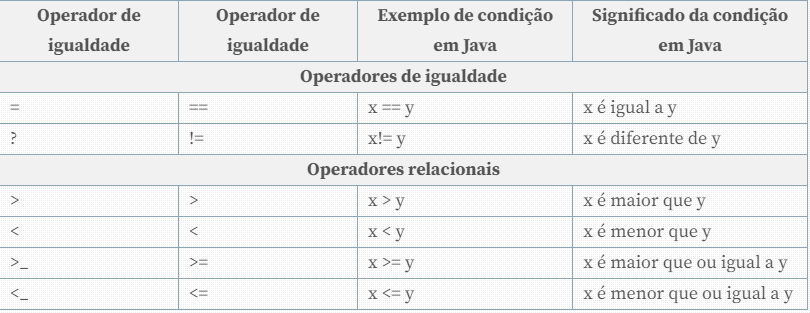 Operador de igualdade Operador de igualdade Exemplo de condição em Java Significado da condição em Java
Operadores de igualdade
= == x == y x é igual a y
? != x!= y x é diferente de y
Operadores relacionais
> > x > y x é maior que y
< < x < y x é menor que y
>_ >= x >= y x é maior que ou igual a y
<_ <= x <= y x é menor que ou igual a y